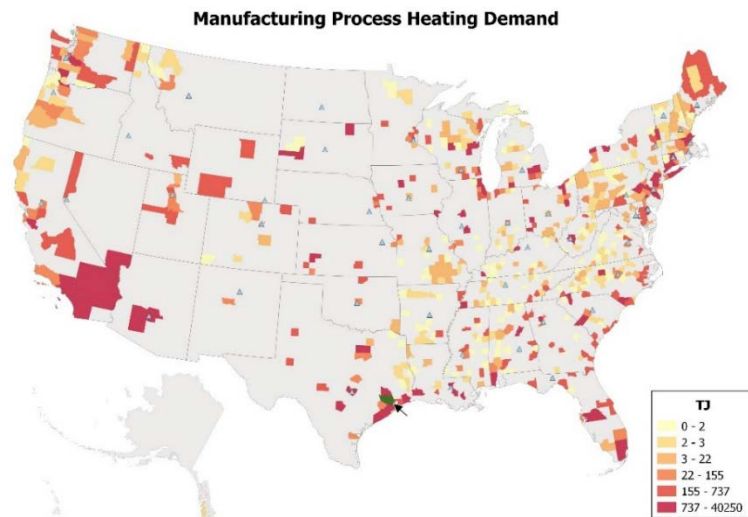 Manufacturing Process Heating Demand
TJ
0 - 2
2 - 3
3 - 22
22 - 155
155 - 737
737 - 40250